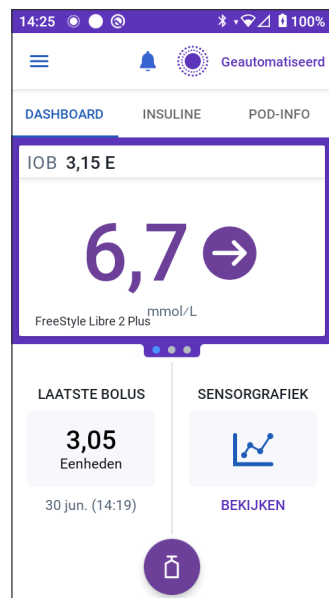 14:25 100%
Geautomatiseerd
DASHBOARD INSULINE POD-INFO
IOB 3,15 E
6,7
mmol/L
FreeStyle Libre 2 Plus
LAATSTE BOLUS
3,05
Eenheden
30 jun. (14:19)
SENSORGRAFIEK
BEKIJKEN